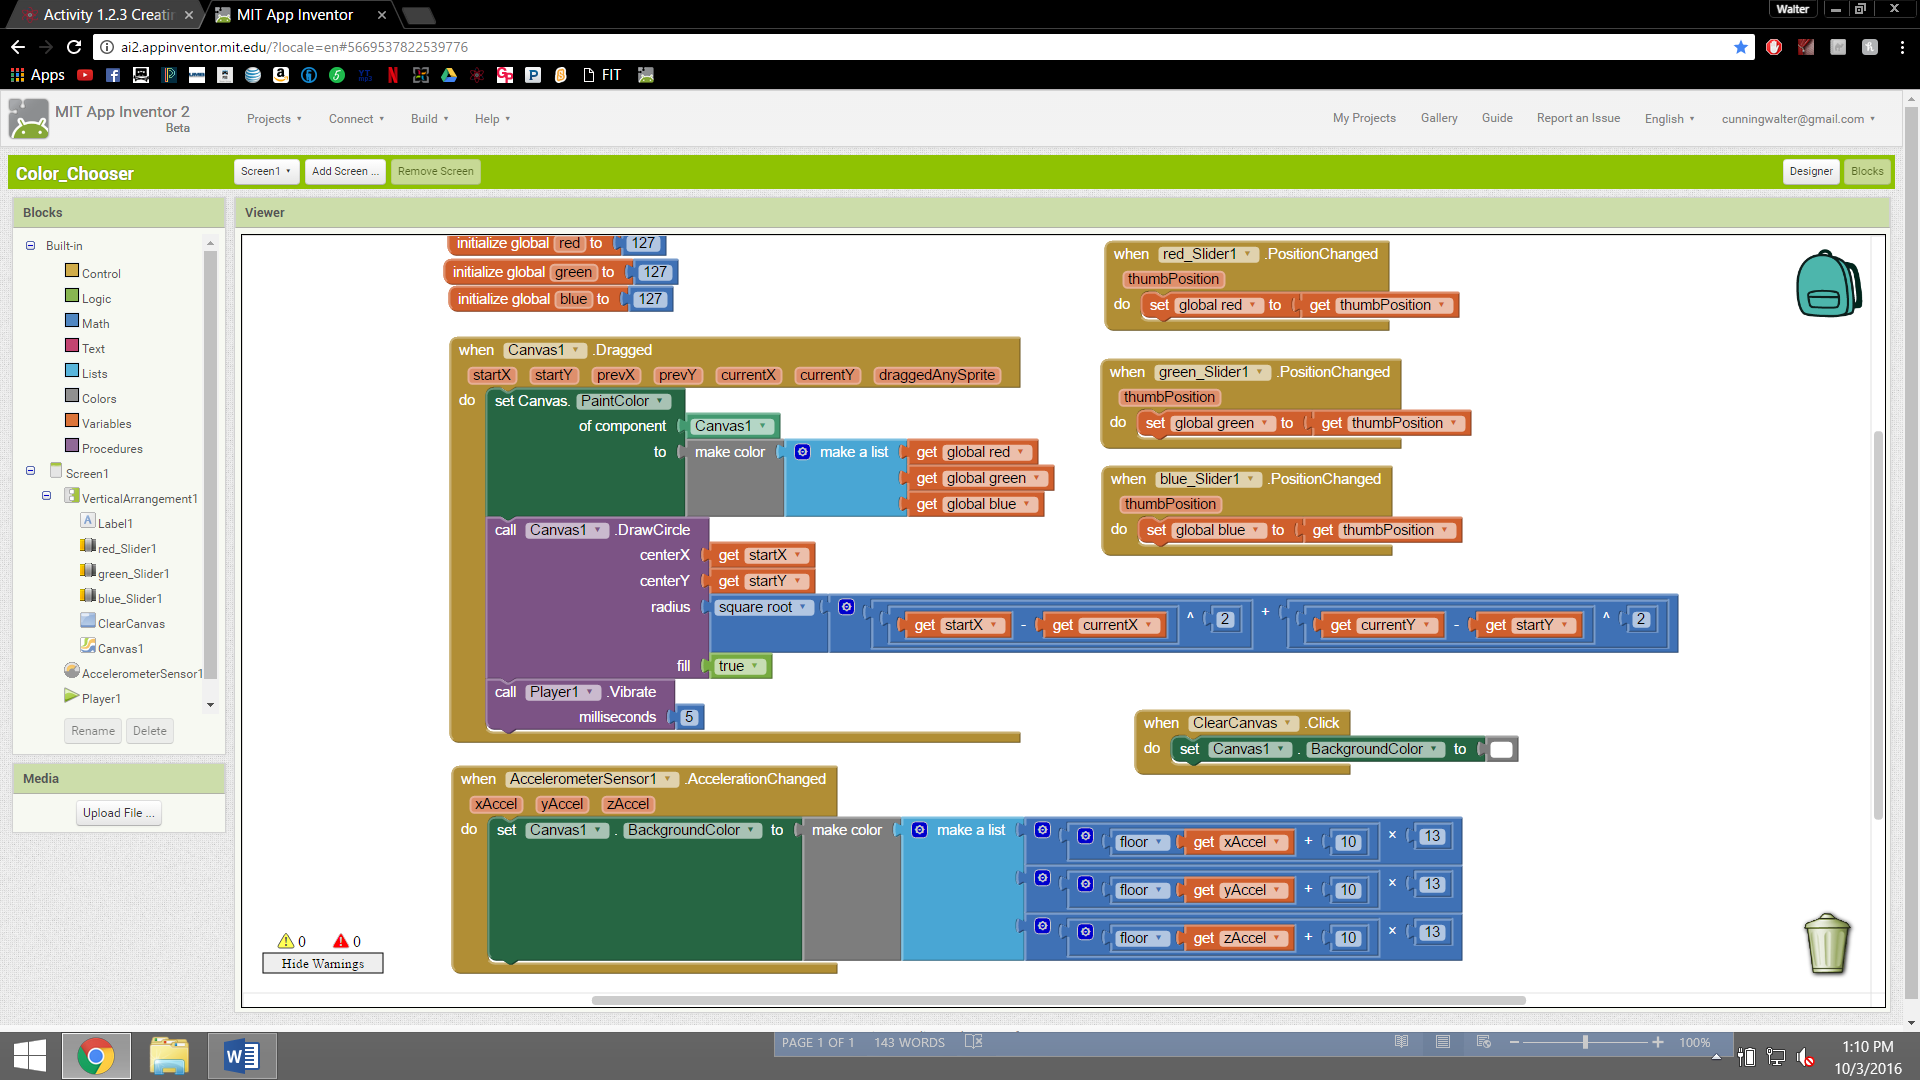 Activity 1.2.3 Creatin
MIT App Inventor
Walter
ai2.appinventor.mit.edu/?locale=en#5669537822539776
Apps
FIT
MIT App Inventor 2
Beta
Projects
Connect
Build
Help
My Projects
Gallery
Guide
Report an Issue
English
cunningwalter@gmail.com
Color_Chooser
Screen1
Add Screen ...
Remove Screen
Designer
Blocks
Blocks
Viewer
Built-in
Control
Logic
Math
Text
Lists
Colors
Variables
Procedures
Screen1
VerticalArrangement1
Label1
red_Slider1
green_Slider1
blue_Slider1
ClearCanvas
Canvas1
AccelerometerSensor1
Player1
Rename
Delete
Media
Upload File ...
initialize global red to 127
initialize global green to 127
initialize global blue to 127
when Canvas1 .Dragged
startX startY prevX prevY currentX currentY draggedAnySprite
do set Canvas. PaintColor
of component Canvas1
to make color make a list get global red
get global green
get global blue
call Canvas1 .DrawCircle
centerX get startX
centerY get startY
radius square root get startX - get currentX ^ 2 + get currentY - get startY ^ 2
fill true
call Player1 .Vibrate
milliseconds 5
when red_Slider1 .PositionChanged
thumbPosition
do set global red to get thumbPosition
when green_Slider1 .PositionChanged
thumbPosition
do set global green to get thumbPosition
when blue_Slider1 .PositionChanged
thumbPosition
do set global blue to get thumbPosition
when ClearCanvas .Click
do set Canvas1 . BackgroundColor to
when AccelerometerSensor1 .AccelerationChanged
xAccel yAccel zAccel
do set Canvas1 . BackgroundColor to make color make a list floor get xAccel + 10 × 13
floor get yAccel + 10 × 13
floor get zAccel + 10 × 13
0 0
Hide Warnings
PAGE 1 OF 1 143 WORDS
100%
1:10 PM
10/3/2016